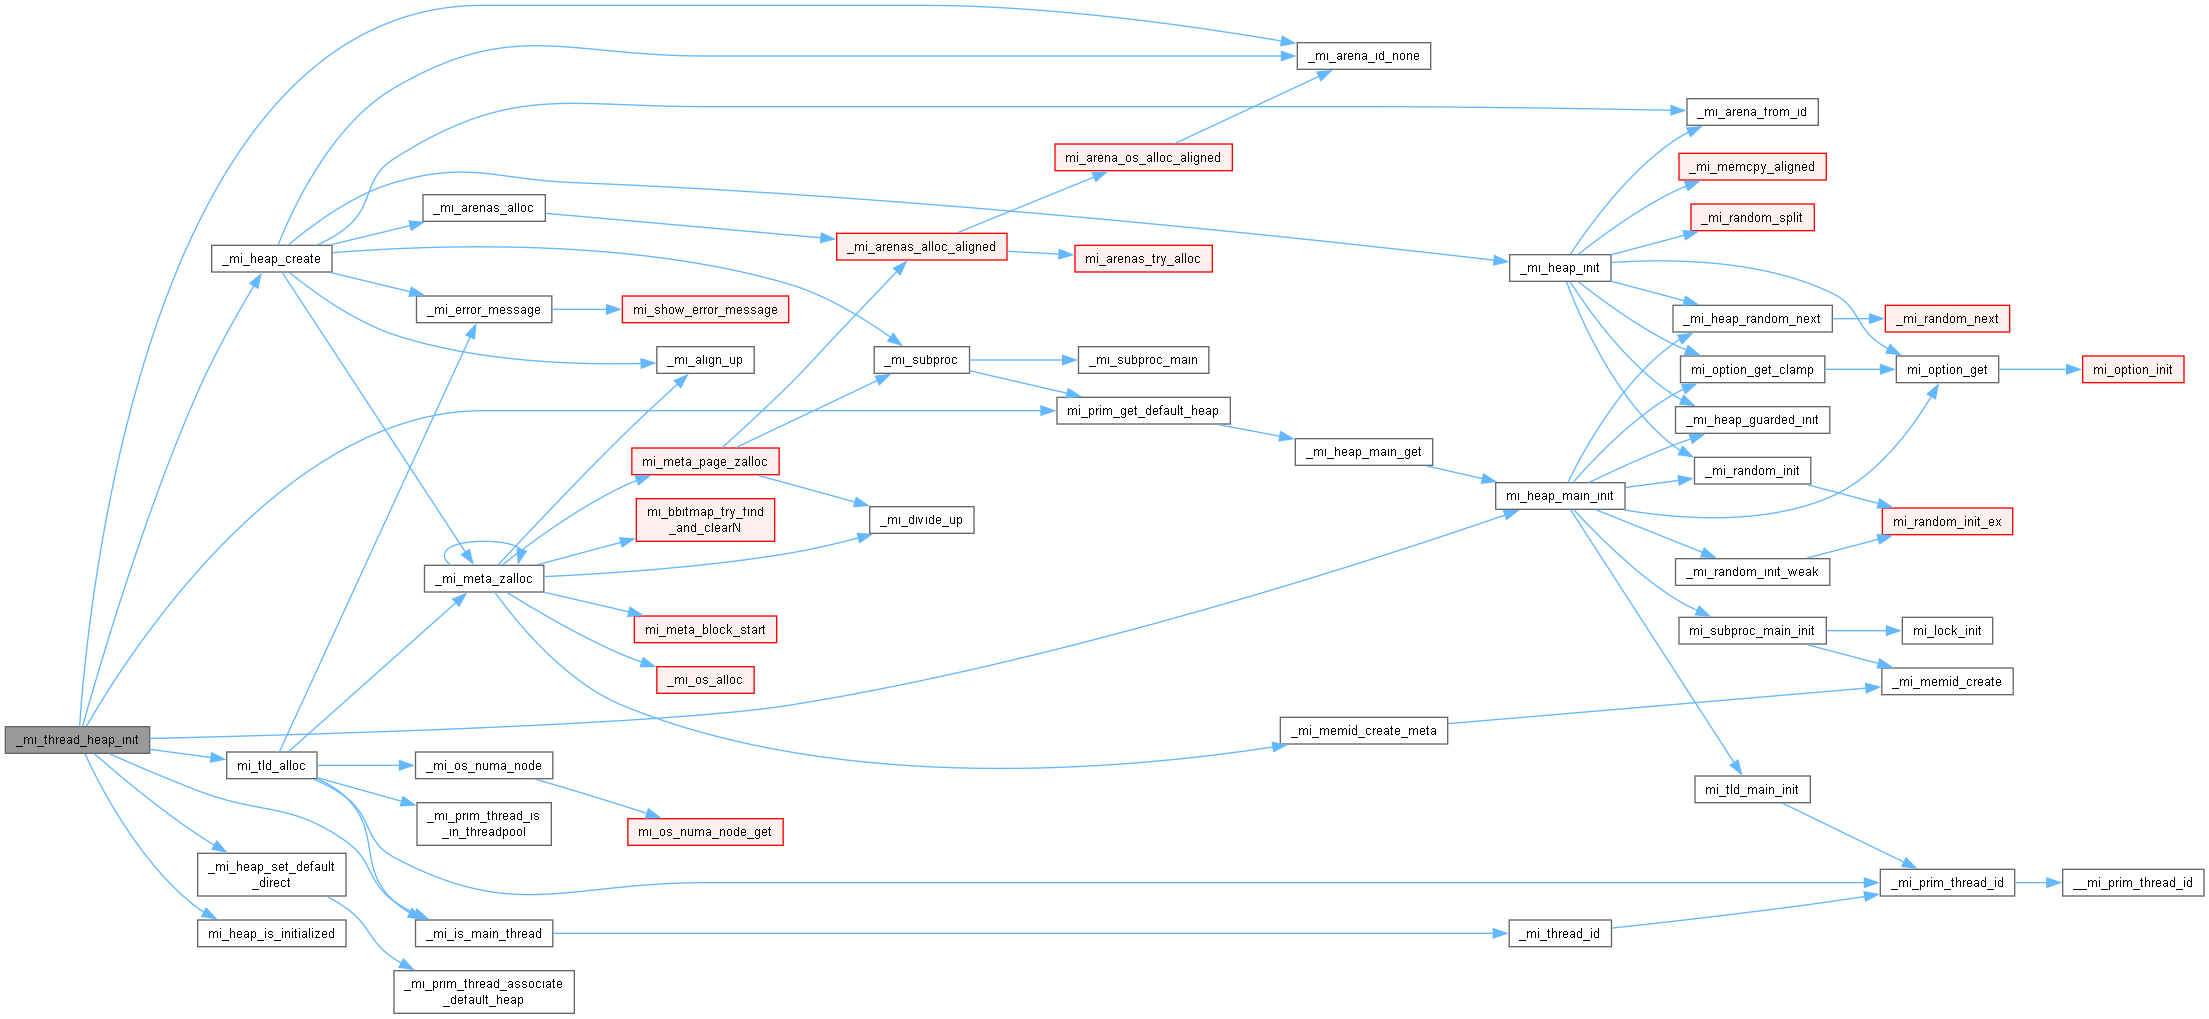 _mi_arena_id_none
_mi_arena_from_id
mi_arena_os_alloc_aligned
_mi_memcpy_aligned
_mi_arenas_alloc
_mi_random_split
_mi_arenas_alloc_aligned
_mi_heap_create
mi_arenas_try_alloc
_mi_heap_init
_mi_error_message
mi_show_error_message
_mi_heap_random_next
_mi_random_next
_mi_align_up
_mi_subproc
_mi_subproc_main
mi_option_get_clamp
mi_option_get
mi_option_init
mi_prim_get_default_heap
_mi_heap_guarded_init
_mi_heap_main_get
mi_meta_page_zalloc
_mi_random_init
mi_heap_main_init
mi_bbitmap_try_find
_and_clearN
_mi_divide_up
mi_random_init_ex
_mi_meta_zalloc
_mi_random_init_weak
mi_meta_block_start
mi_subproc_main_init
mi_lock_init
_mi_os_alloc
_mi_memid_create
_mi_memid_create_meta
_mi_thread_heap_init
mi_tld_alloc
_mi_os_numa_node
mi_tld_main_init
_mi_prim_thread_is
_in_threadpool
mi_os_numa_node_get
_mi_heap_set_default
_direct
_mi_prim_thread_id
__mi_prim_thread_id
mi_heap_is_initialized
_mi_is_main_thread
_mi_thread_id
_mi_prim_thread_associate
_default_heap